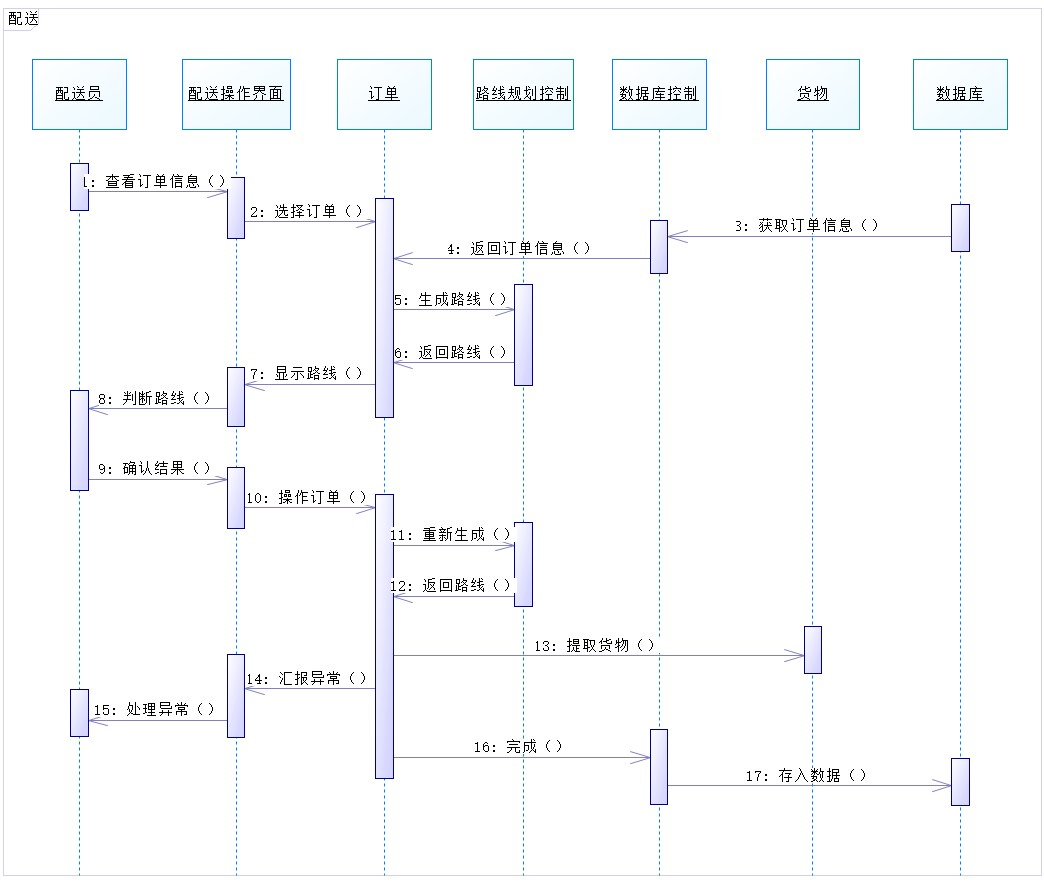 配送
配送员
配送操作界面
订单
路线规划控制
数据库控制
货物
数据库
1: 查看订单信息（）
2: 选择订单（）
3: 获取订单信息（）
4: 返回订单信息（）
5: 生成路线（）
6: 返回路线（）
7: 显示路线（）
8: 判断路线（）
9: 确认结果（）
10: 操作订单（）
11: 重新生成（）
12: 返回路线（）
13: 提取货物（）
14: 汇报异常（）
15: 处理异常（）
16: 完成（）
17: 存入数据（）